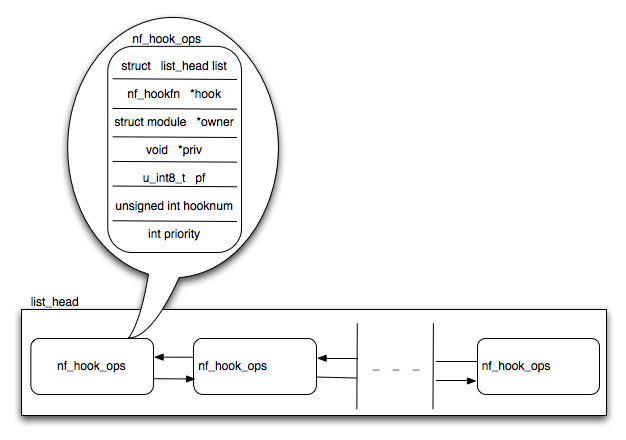 nf_hook_ops
struct list_head list
nf_hookfn *hook
struct module *owner
void *priv
u_int8_t pf
unsigned int hooknum
int priority
list_head
nf_hook_ops
nf_hook_ops
_ _ _
nf_hook_ops